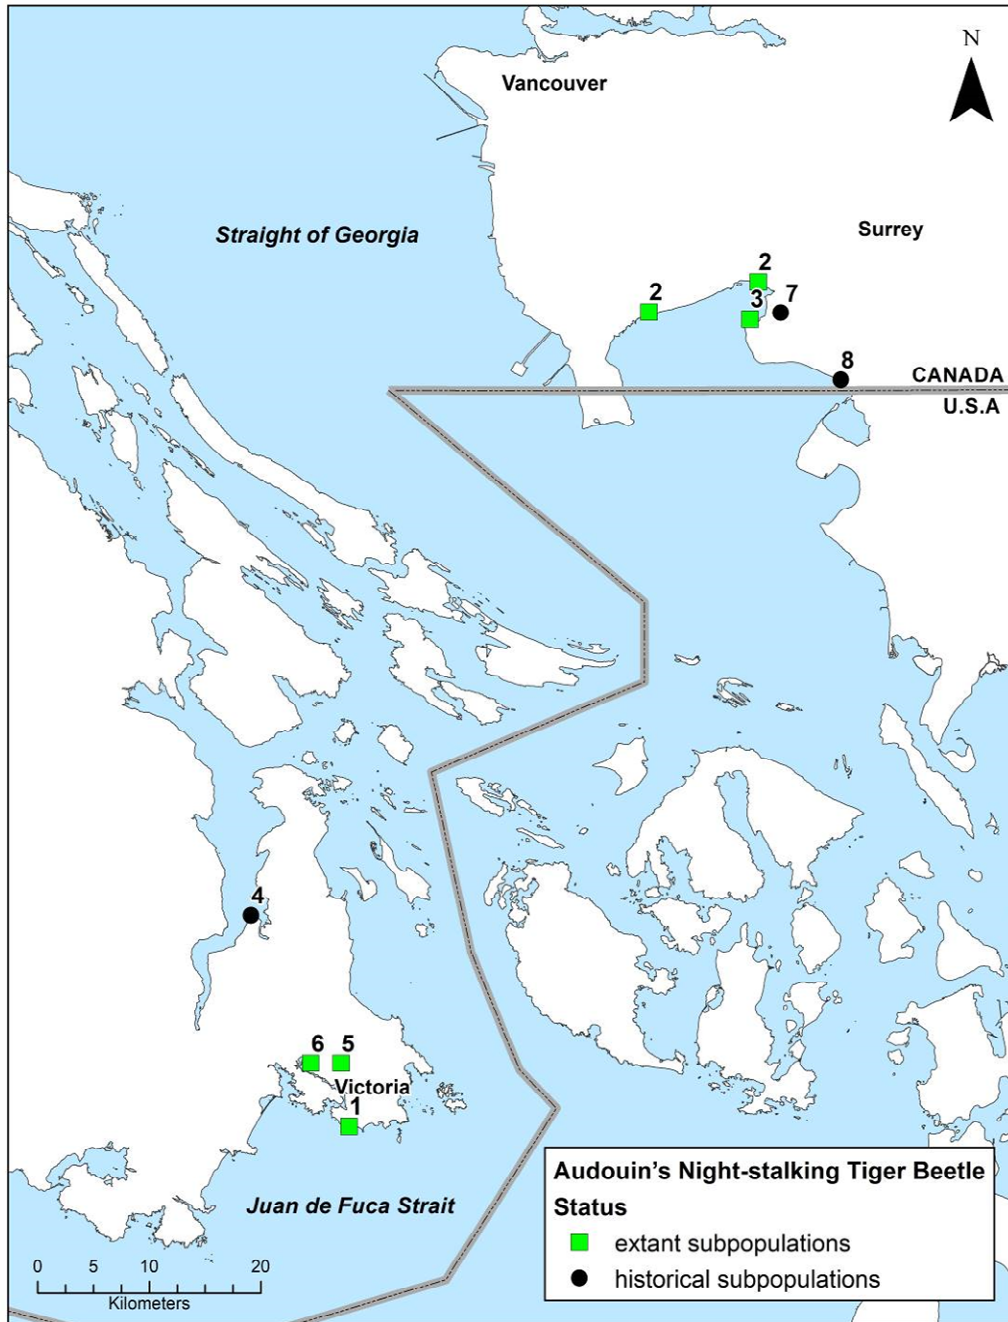 N
Vancouver
Straight of Georgia
Surrey
2
2
3
7
8
CANADA
U.S.A
4
6
5
Victoria
1
Juan de Fuca Strait
Audouin's Night-stalking Tiger Beetle
Status
extant subpopulations
historical subpopulations
0 5 10 20
Kilometers